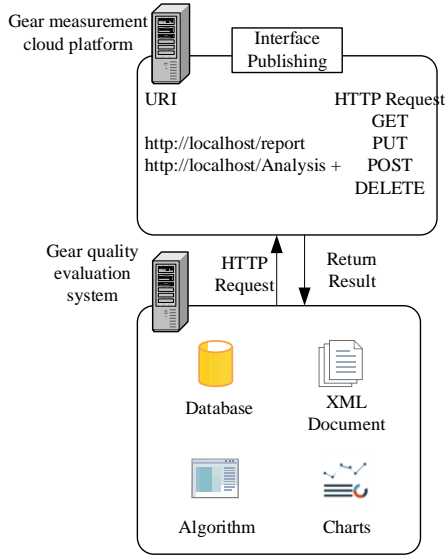 Gear measurement
cloud platform
Interface
Publishing
URI
HTTP Request
GET
http://localhost/report
PUT
http://localhost/Analysis +
POST
DELETE
Gear quality
evaluation
system
HTTP
Request
Return
Result
Database
XML
Document
Algorithm
Charts